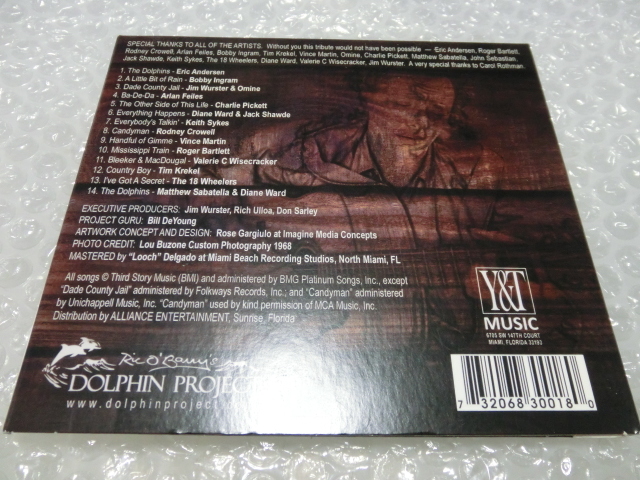 SPECIAL THANKS TO ALL OF THE ARTISTS. Without you this tribute would not have been possible — Eric Andersen, Roger Bartlett,
Rodney Crowell, Arlan Feiles, Bobby Ingram, Tim Krekel, Vince Martin, Omine, Charlie Pickett, Matthew Sabatella, John Sebastian,
Jack Shawde, Keith Sykes, The 18 Wheelers, Diane Ward, Valerie C Wisecracker, Jim Wurster. A very special thanks to Carol Rothman.
1. The Dolphins - Eric Andersen
2. A Little Bit of Rain - Bobby Ingram
3. Dade County Jail - Jim Wurster & Omine
4. Ba-De-Da - Arlan Feiles
5. The Other Side of This Life - Charlie Pickett
6. Everything Happens - Diane Ward & Jack Shawde
7. Everybody's Talkin' - Keith Sykes
8. Candyman - Rodney Crowell
9. Handful of Gimme - Vince Martin
10. Mississippi Train - Roger Bartlett
11. Bleeker & MacDougal - Valerie C Wisecracker
12. Country Boy - Tim Krekel
13. I've Got A Secret - The 18 Wheelers
14. The Dolphins - Matthew Sabatella & Diane Ward
EXECUTIVE PRODUCERS: Jim Wurster, Rich Ulloa, Don Sarley
PROJECT GURU: Bill DeYoung
ARTWORK CONCEPT AND DESIGN: Rose Gargiulo at Imagine Media Concepts
PHOTO CREDIT: Lou Buzone Custom Photography 1968
MASTERED BY "Looch" Delgado at Miami Beach Recording Studios, North Miami, FL
All songs © Third Story Music (BMI) and administered by BMG Platinum Songs, Inc., except
"Dade County Jail" administered by Folkways Records, Inc.; and "Candyman" administered
by Unichappell Music, Inc. "Candyman" used by kind permission of MCA Music, Inc.
Distribution by ALLIANCE ENTERTAINMENT, Sunrise, Florida
Y&T
MUSIC
6705 SW 147TH COURT
MIAMI, FLORIDA 33193
Ric O'Barry's
DOLPHIN PROJEC
www.dolphinproject.
7 32068 30018 0